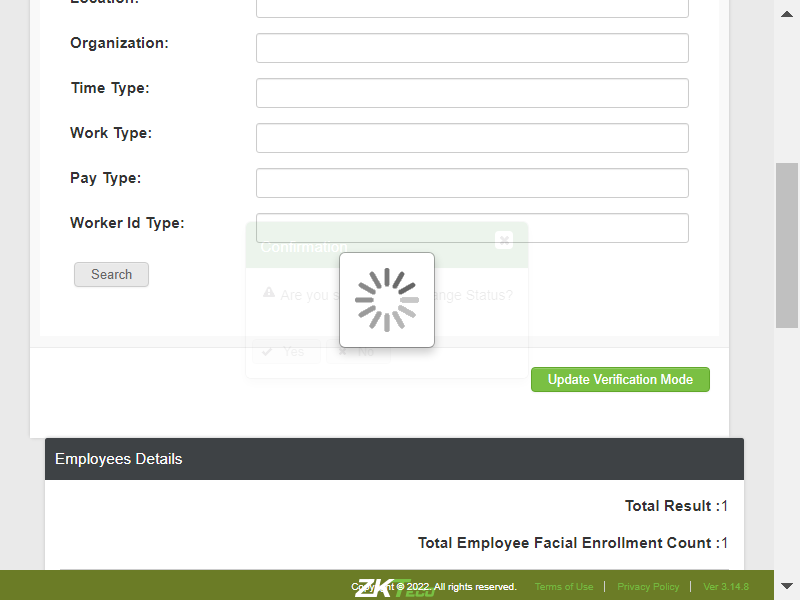 Location:
Organization:
Time Type:
Work Type:
Pay Type:
Worker Id Type:
Confirmation
Search
Are you s ange Status?
Yes No
Update Verification Mode
Employees Details
Total Result :1
Total Employee Facial Enrollment Count :1
ZKTeco
Copyright © 2022. All rights reserved. Terms of Use | Privacy Policy | Ver 3.14.8